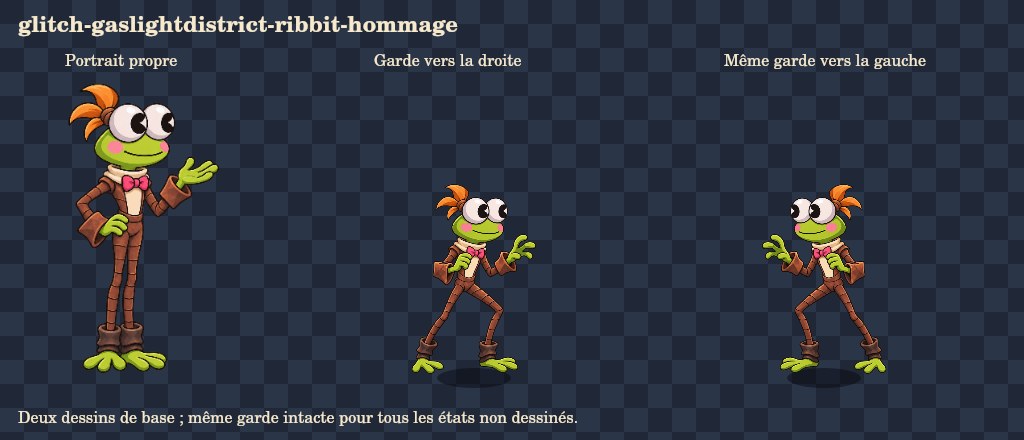 glitch-gaslightdistrict-ribbit-hommage
Portrait propre
Garde vers la droite
Même garde vers la gauche
Deux dessins de base ; même garde intacte pour tous les états non dessinés.